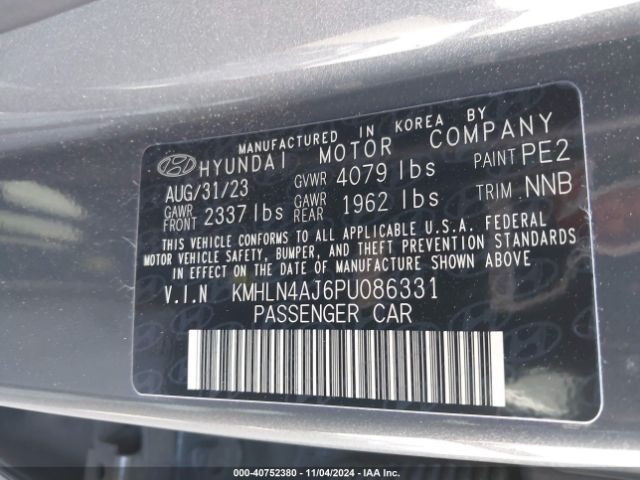 MANUFACTURED IN KOREA BY
HYUNDAI MOTOR COMPANY
AUG/31/23 GVWR 4079 lbs PAINT PE2
GAWR FRONT 2337 lbs GAWR REAR 1962 lbs TRIM NNB
THIS VEHICLE CONFORMS TO ALL APPLICABLE U.S.A. FEDERAL
MOTOR VEHICLE SAFETY, BUMPER, AND THEFT PREVENTION STANDARDS
IN EFFECT ON THE DATE OF MANUFACTURE SHOWN ABOVE.
V.I.N KMHLN4AJ6PU086331
PASSENGER CAR
000-40752380 - 11/04/2024 - IAA Inc.